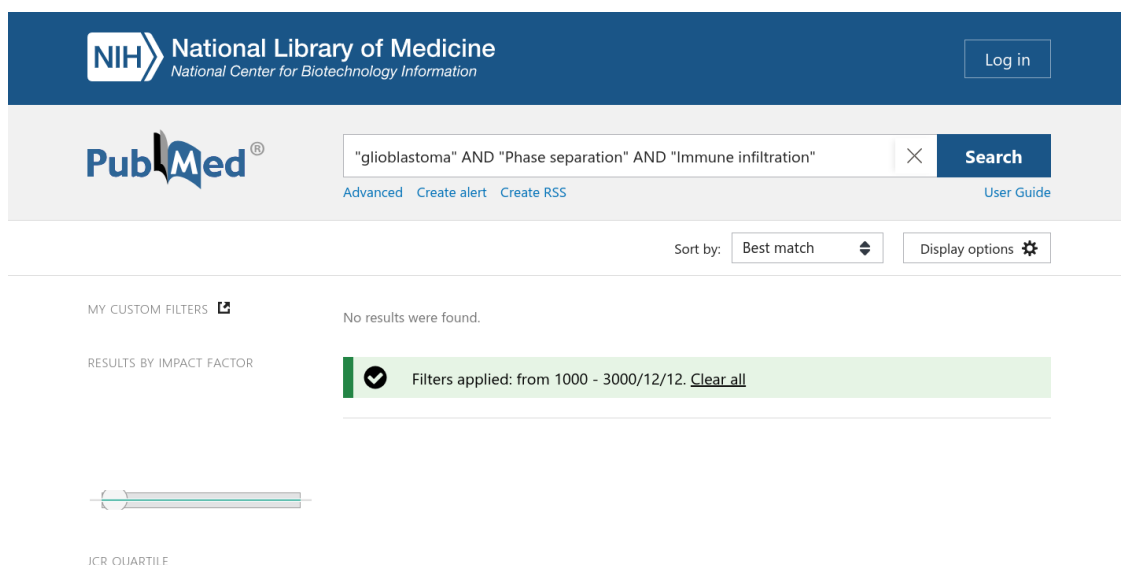 NIH National Library of Medicine
National Center for Biotechnology Information
Log in
PubMed®
"glioblastoma" AND "Phase separation" AND "Immune infiltration"
Search
Advanced Create alert Create RSS
User Guide
Sort by: Best match
Display options
MY CUSTOM FILTERS
No results were found.
RESULTS BY IMPACT FACTOR
Filters applied: from 1000 - 3000/12/12. Clear all
JCR QUARTILE